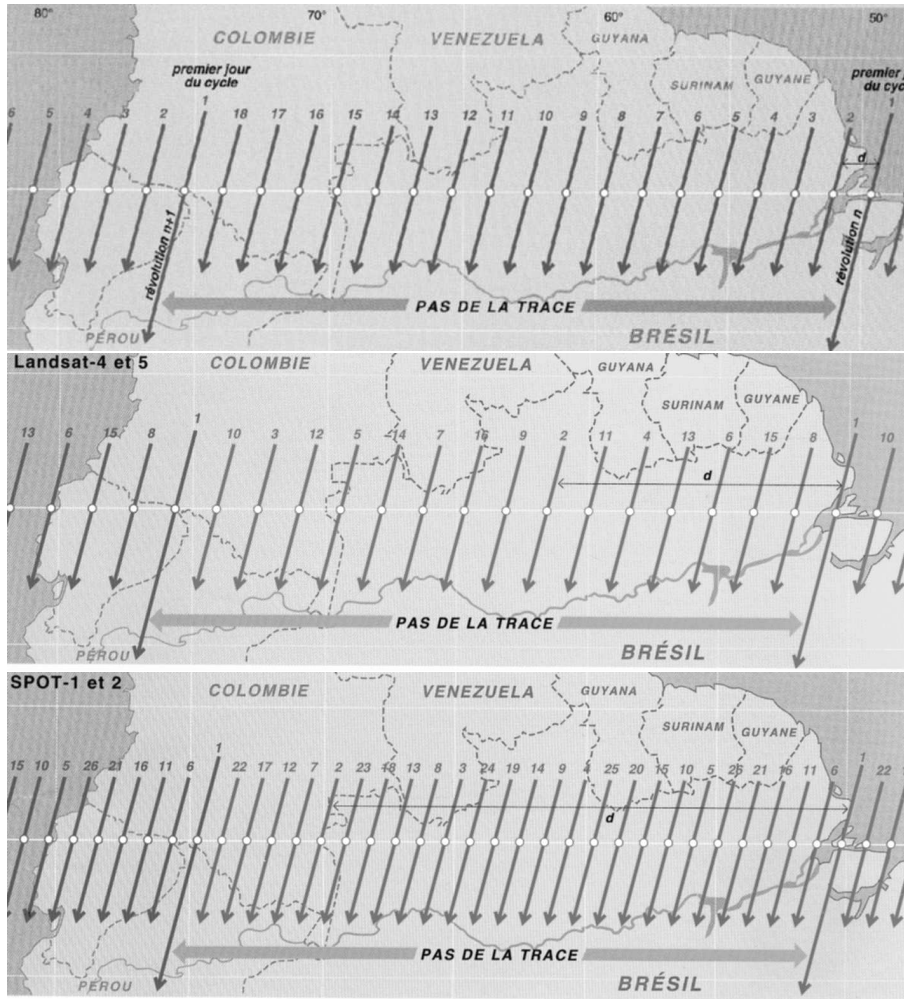 80° 70° 60° 50°
COLOMBIE VENEZUELA GUYANA
SURINAM GUYANE
premier jour
du cycle
premier j
du cyc
6 5 4 3 2 1 18 17 16 15 14 13 12 11 10 9 8 7 6 5 4 3 2 1
d
révolution n+1
révolution n
PAS DE LA TRACE
PÉROU BRÉSIL
Landsat-4 et 5
COLOMBIE VENEZUELA GUYANA
SURINAM GUYANE
13 6 15 8 1 10 3 12 5 14 7 16 9 2 11 4 13 6 15 8 1 10
d
PAS DE LA TRACE
PÉROU BRÉSIL
SPOT-1 et 2
COLOMBIE VENEZUELA GUYANA
SURINAM GUYANE
15 10 5 26 21 16 11 6 1 22 17 12 7 2 23 18 13 8 3 24 19 14 9 4 25 20 15 10 5 26 21 16 11 6 1 22
d
PAS DE LA TRACE
PÉROU BRÉSIL